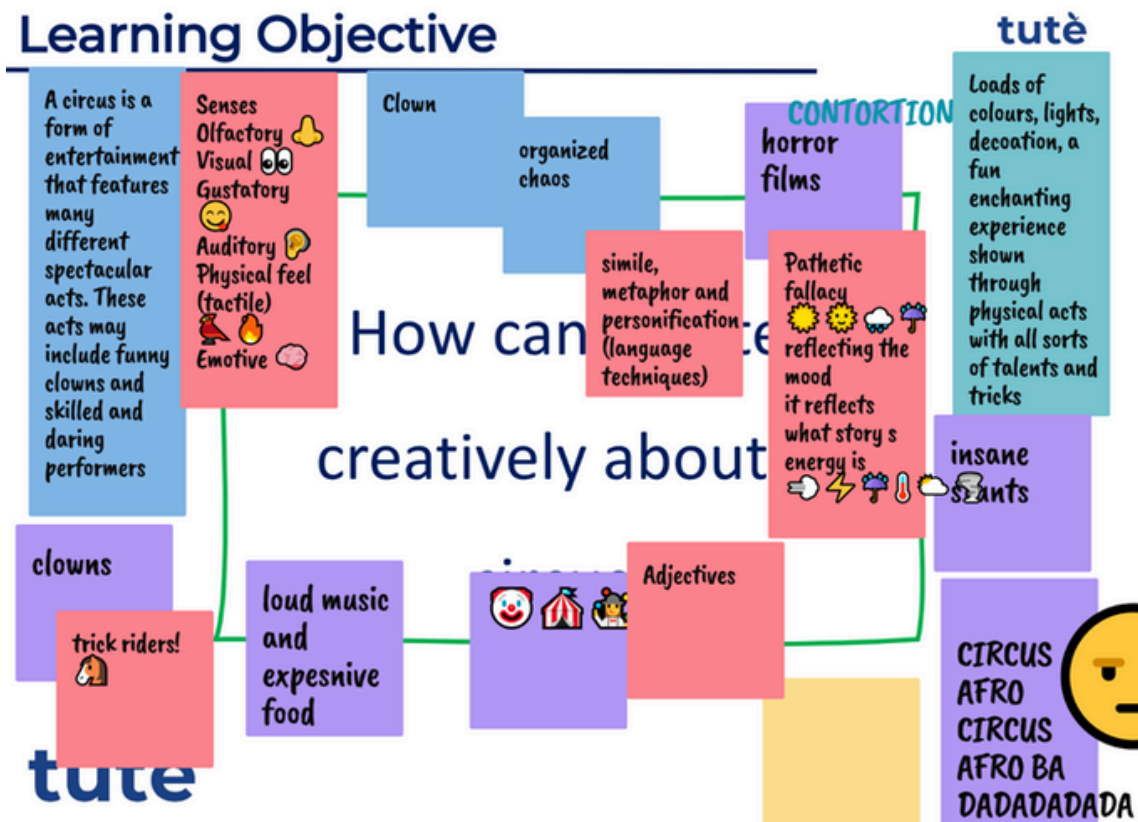 Learning Objective
tutè
A circus is a
form of
entertainment
that features
many
different
spectacular
acts. These
acts may
include funny
clowns and
skilled and
daring
performers
Senses
Olfactory 👃
Visual 👀
Gustatory
😋
Auditory 👂
Physical feel
(tactile)
🐦‍🔥
Emotive 🧠
Clown
organized
chaos
CONTORTION
horror
films
Loads of
colours, lights,
decoation, a
fun
enchanting
experience
shown
through
physical acts
with all sorts
of talents and
tricks
simile,
metaphor and
personification
(language
techniques)
Pathetic
fallacy
☀️🌞🌧️☔
reflecting the
mood
it reflects
what story s
energy is
💨⚡☔🌡️🌥️🌪️
How can
creatively about
insane
stunts
clowns
trick riders!
🐴
loud music
and
expesnive
food
🤡🎪🤹
Adjectives
CIRCUS
AFRO
CIRCUS
AFRO BA
DADADADADA
tutè